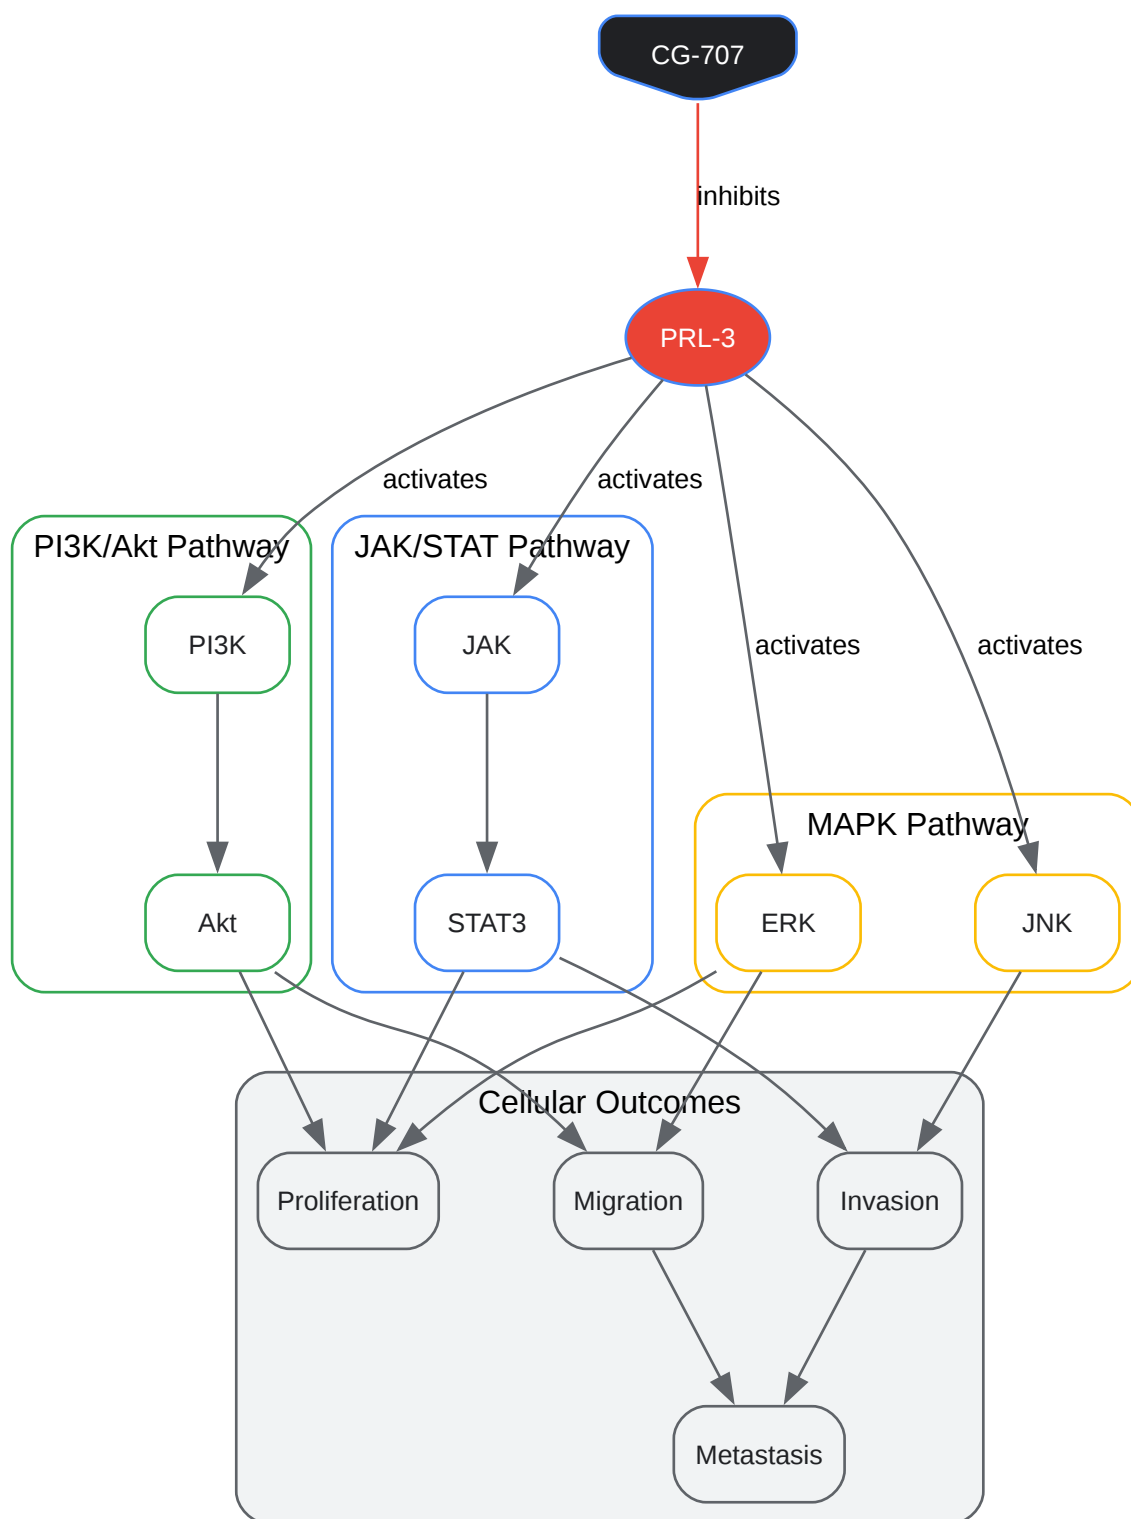 CG-707
inhibits
PRL-3
activates
activates
PI3K/Akt Pathway
JAK/STAT Pathway
PI3K
JAK
activates
activates
MAPK Pathway
Akt
STAT3
ERK
JNK
Cellular Outcomes
Proliferation
Migration
Invasion
Metastasis